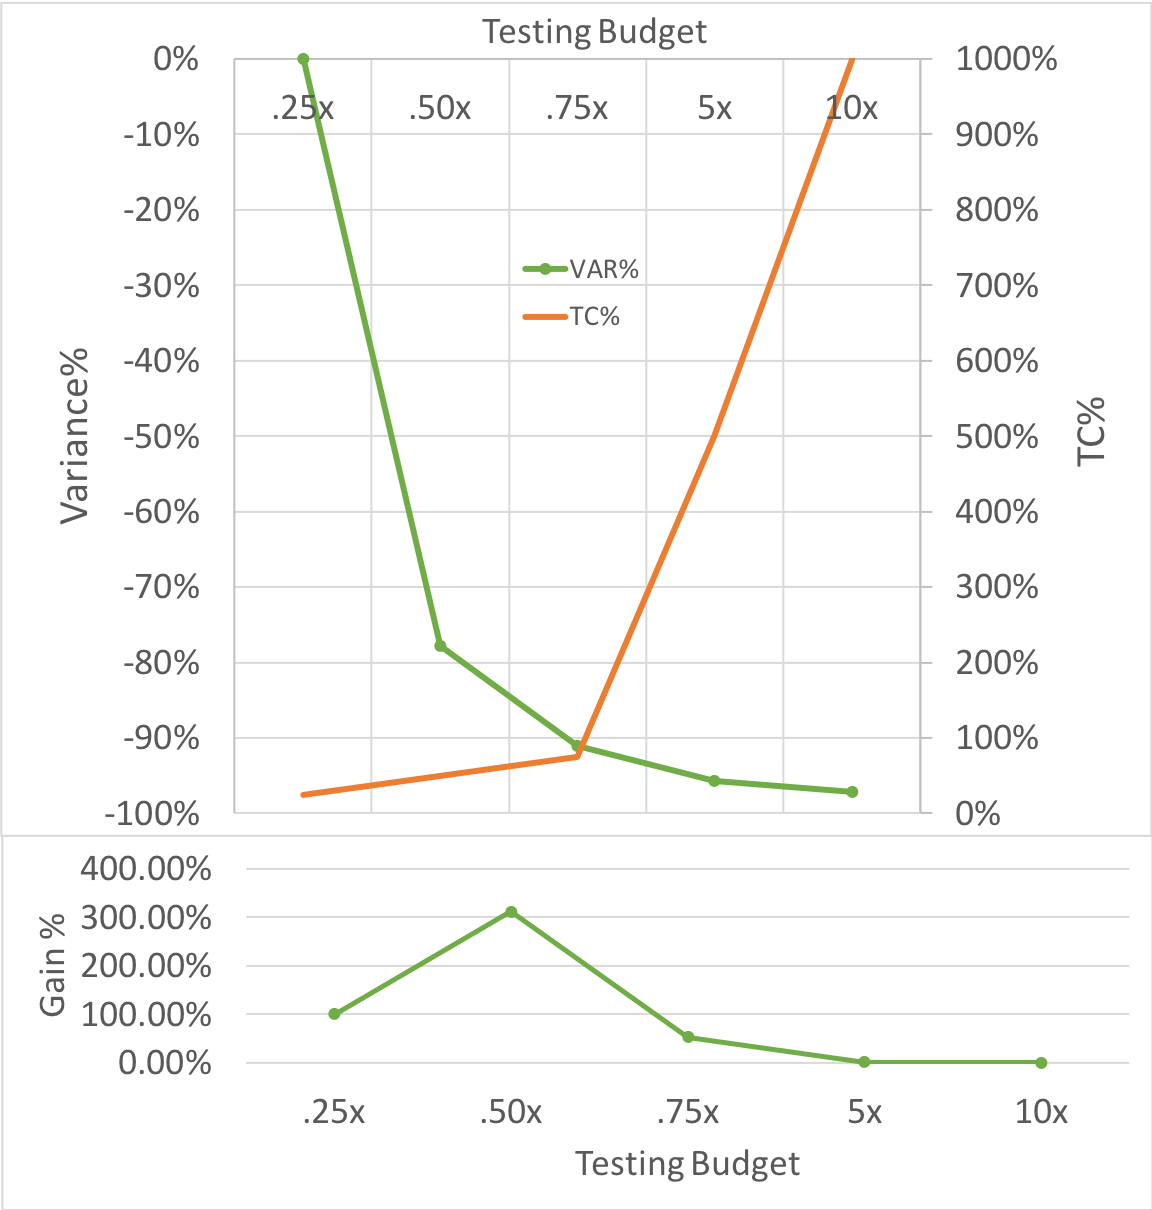 Testing Budget
0%
1000%
.25x
.50x
.75x
5x
10x
-10%
900%
-20%
800%
VAR%
-30%
700%
TC%
-40%
600%
Variance%
TC%
-50%
500%
-60%
400%
-70%
300%
-80%
200%
-90%
100%
-100%
0%
400.00%
300.00%
200.00%
100.00%
0.00%
Gain %
.25x
.50x
.75x
5x
10x
Testing Budget